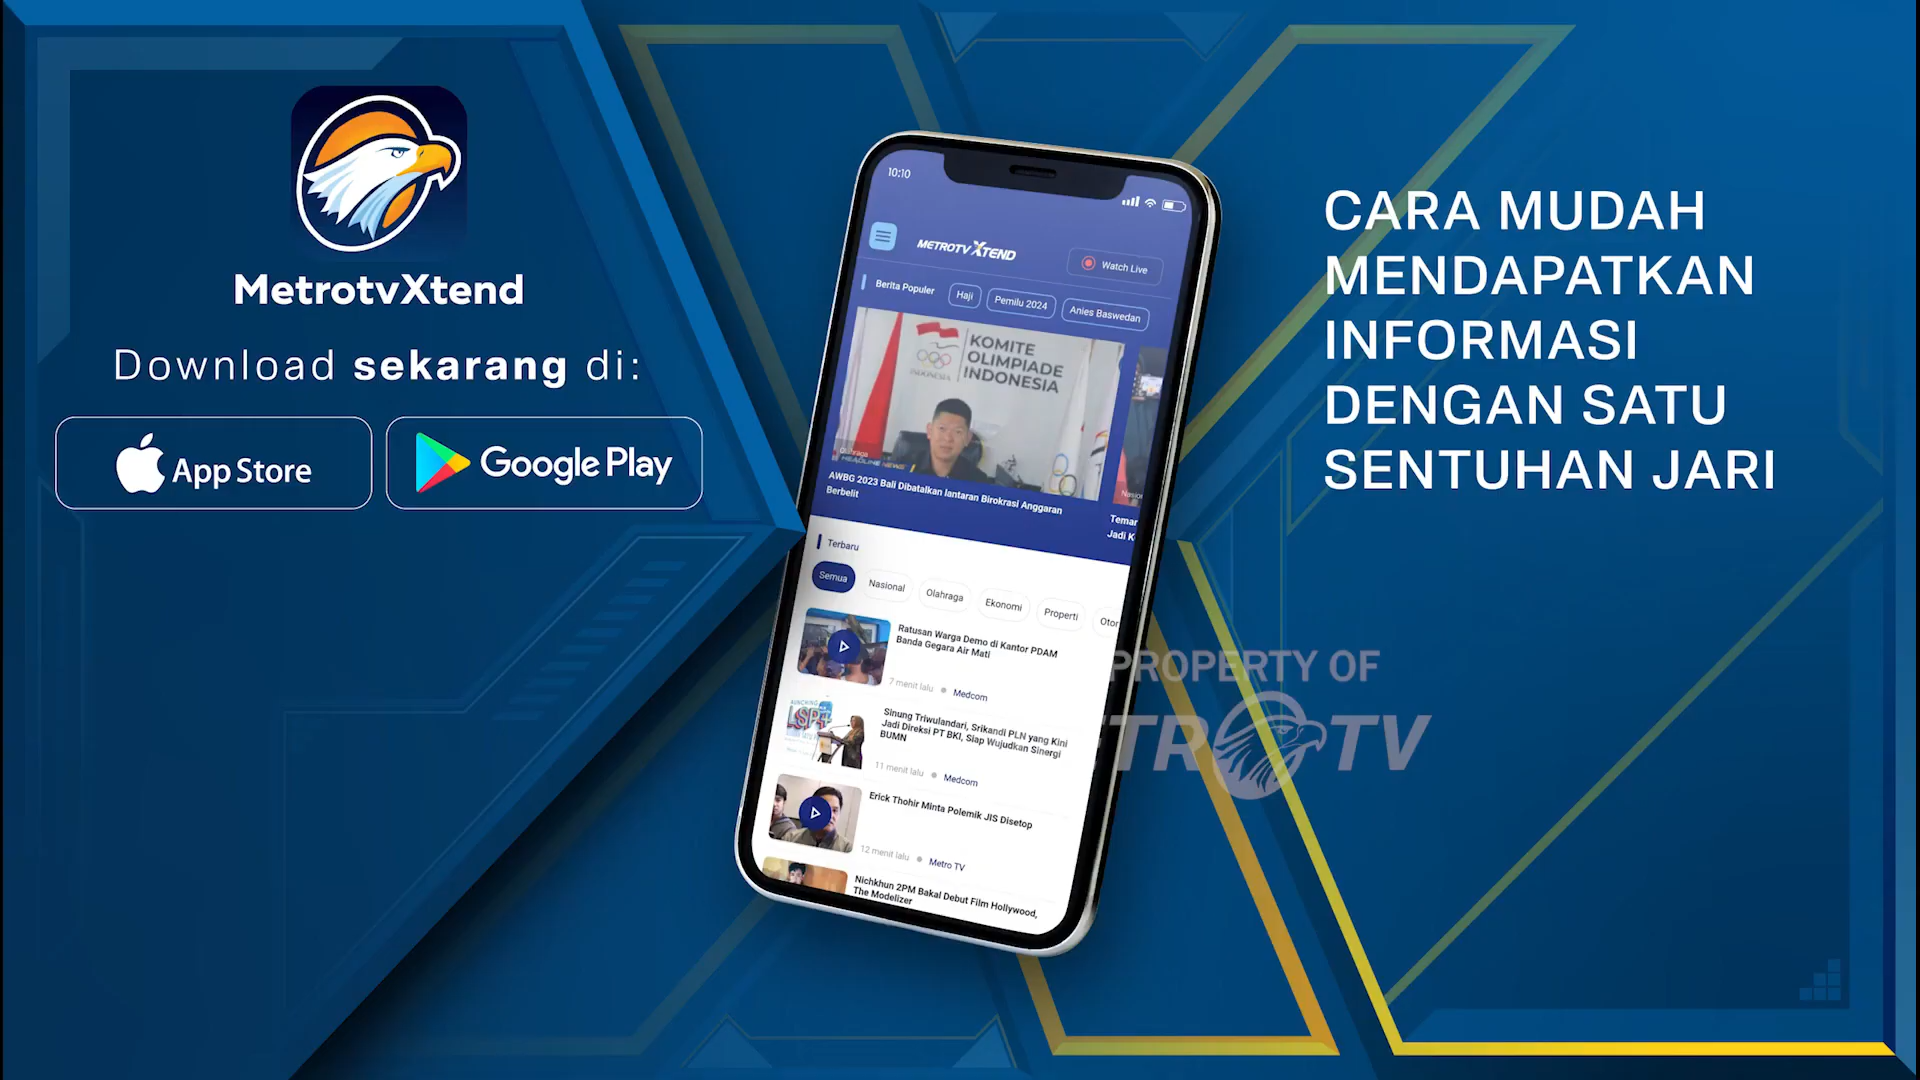 MetrotvXtend
Download sekarang di:
App Store
Google Play
10:10
METROTV XTEND
Watch Live
Berita Populer
Haji
Pemilu 2024
Anies Baswedan
KOMITE
OLIMPIADE
INDONESIA
INDONESIA
Olahraga
HEADLINE NEWS
AWBG 2023 Bali Dibatalkan lantaran Birokrasi Anggaran
Berbelit
Terbaru
Semua
Nasional
Olahraga
Ekonomi
Properti
Ratusan Warga Demo di Kantor PDAM
Banda Gegara Air Mati
7 menit lalu
Medcom
Sinung Triwulandari, Srikandi PLN yang Kini
Jadi Direksi PT BKI, Siap Wujudkan Sinergi
BUMN
11 menit lalu
Medcom
Erick Thohir Minta Polemik JIS Disetop
12 menit lalu
Metro TV
Nichkhun 2PM Bakal Debut Film Hollywood,
The Modelizer
CARA MUDAH
MENDAPATKAN
INFORMASI
DENGAN SATU
SENTUHAN JARI
PROPERTY OF
TV